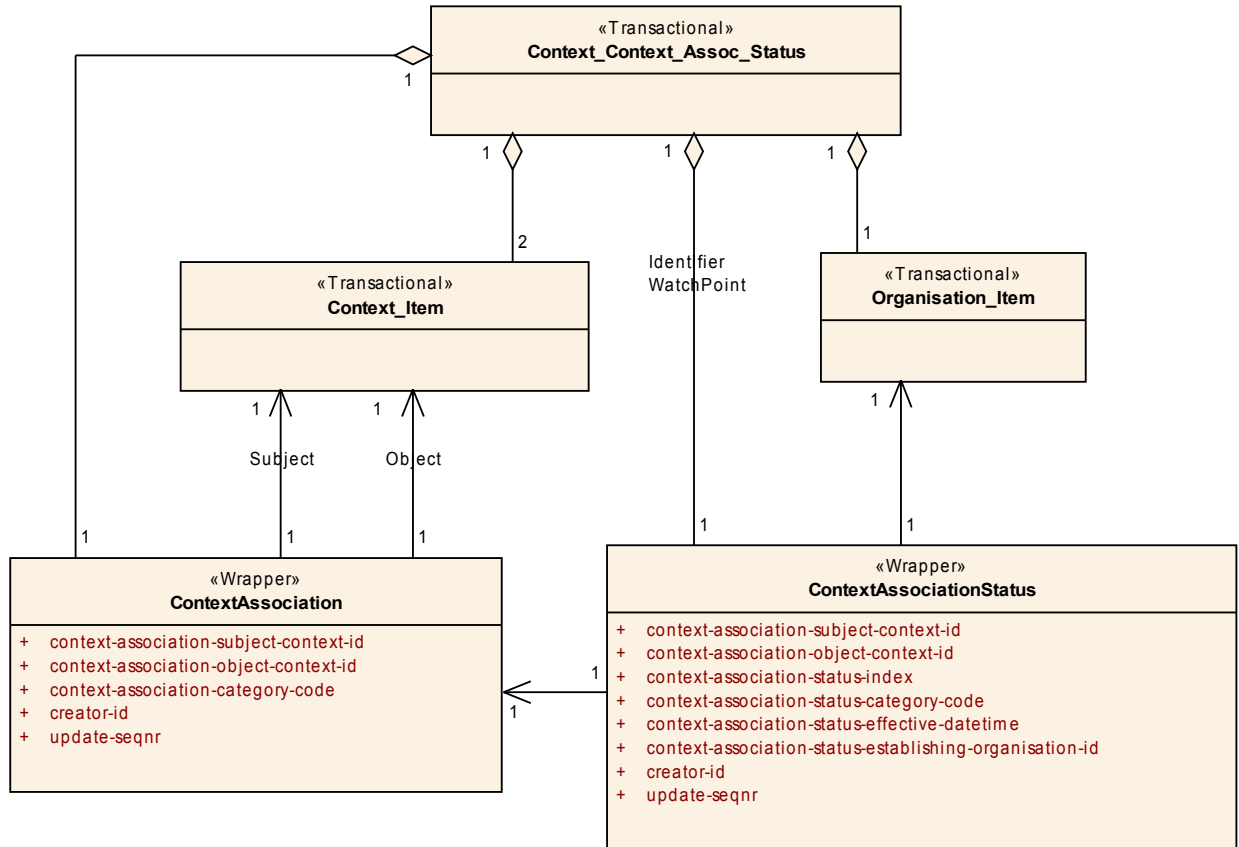 «Transactional»
Context_Context_Assoc_Status
1
1
1
1
2
1
Identifier
WatchPoint
«Transactional»
Context_Item
«Transactional»
Organisation_Item
1
1
1
Subject
Object
1
1
1
1
1
«Wrapper»
ContextAssociation
+ context-association-subject-context-id
+ context-association-object-context-id
+ context-association-category-code
+ creator-id
+ update-seqnr
1
1
«Wrapper»
ContextAssociationStatus
+ context-association-subject-context-id
+ context-association-object-context-id
+ context-association-status-index
+ context-association-status-category-code
+ context-association-status-effective-datetime
+ context-association-status-establishing-organisation-id
+ creator-id
+ update-seqnr